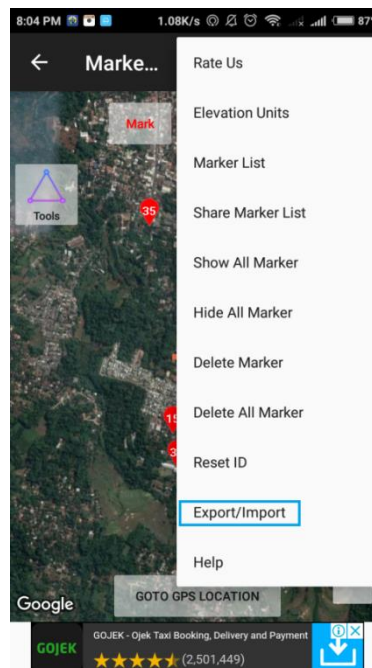 8:04 PM 1.08K/s 87
Marke...
Rate Us
Elevation Units
Mark
Marker List
Tools
35
Share Marker List
Show All Marker
Hide All Marker
Delete Marker
Delete All Marker
15
3
Reset ID
Export/Import
Help
Google
GOTO GPS LOCATION
GOJEK
GOJEK - Ojek Taxi Booking, Delivery and Payment
(2,501,449)